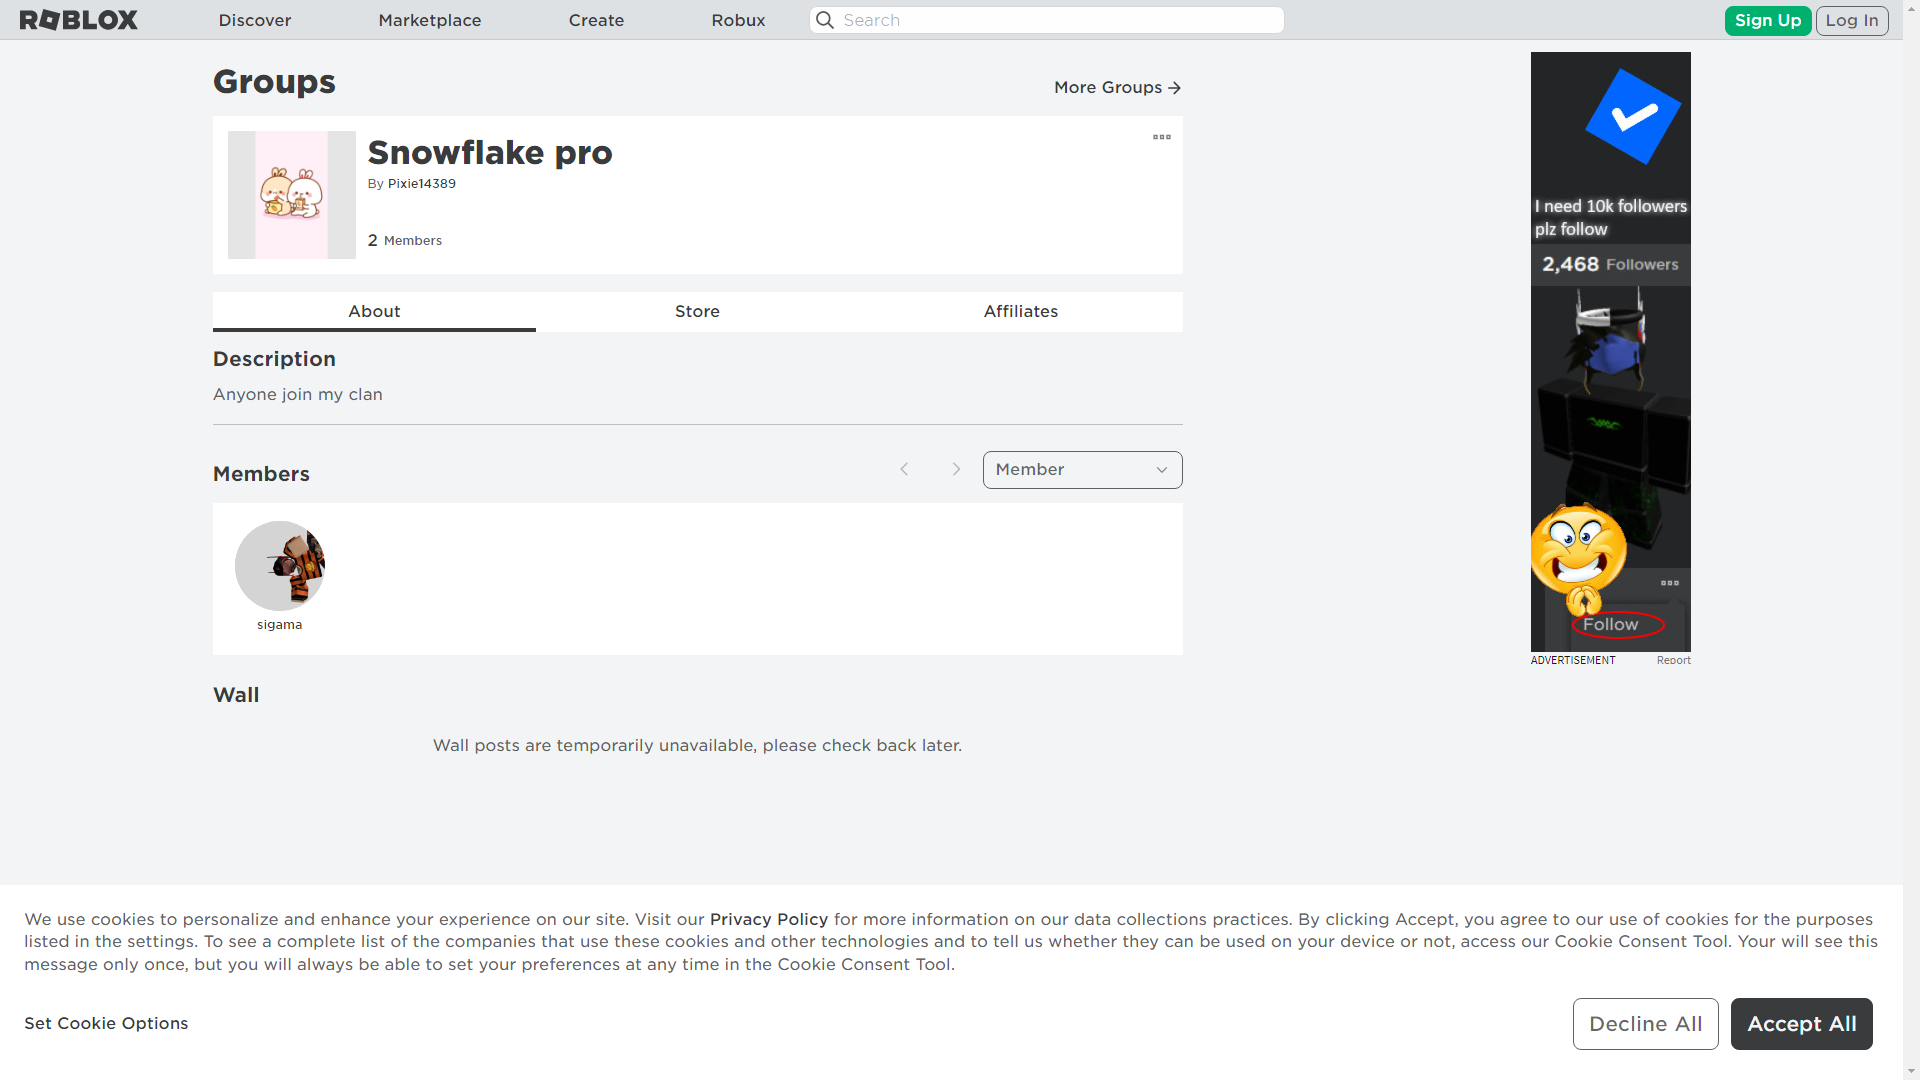 ROBLOX
Discover
Marketplace
Create
Robux
Search
Sign Up
Log In
Groups
More Groups
Snowflake pro
By Pixie14389
2 Members
About
Store
Affiliates
Description
Anyone join my clan
Members
Member
sigama
Wall
Wall posts are temporarily unavailable, please check back later.
I need 10k followers
plz follow
2,468 Followers
Follow
ADVERTISEMENT
Report
We use cookies to personalize and enhance your experience on our site. Visit our Privacy Policy for more information on our data collections practices. By clicking Accept, you agree to our use of cookies for the purposes
listed in the settings. To see a complete list of the companies that use these cookies and other technologies and to tell us whether they can be used on your device or not, access our Cookie Consent Tool. Your will see this
message only once, but you will always be able to set your preferences at any time in the Cookie Consent Tool.
Set Cookie Options
Decline All
Accept All